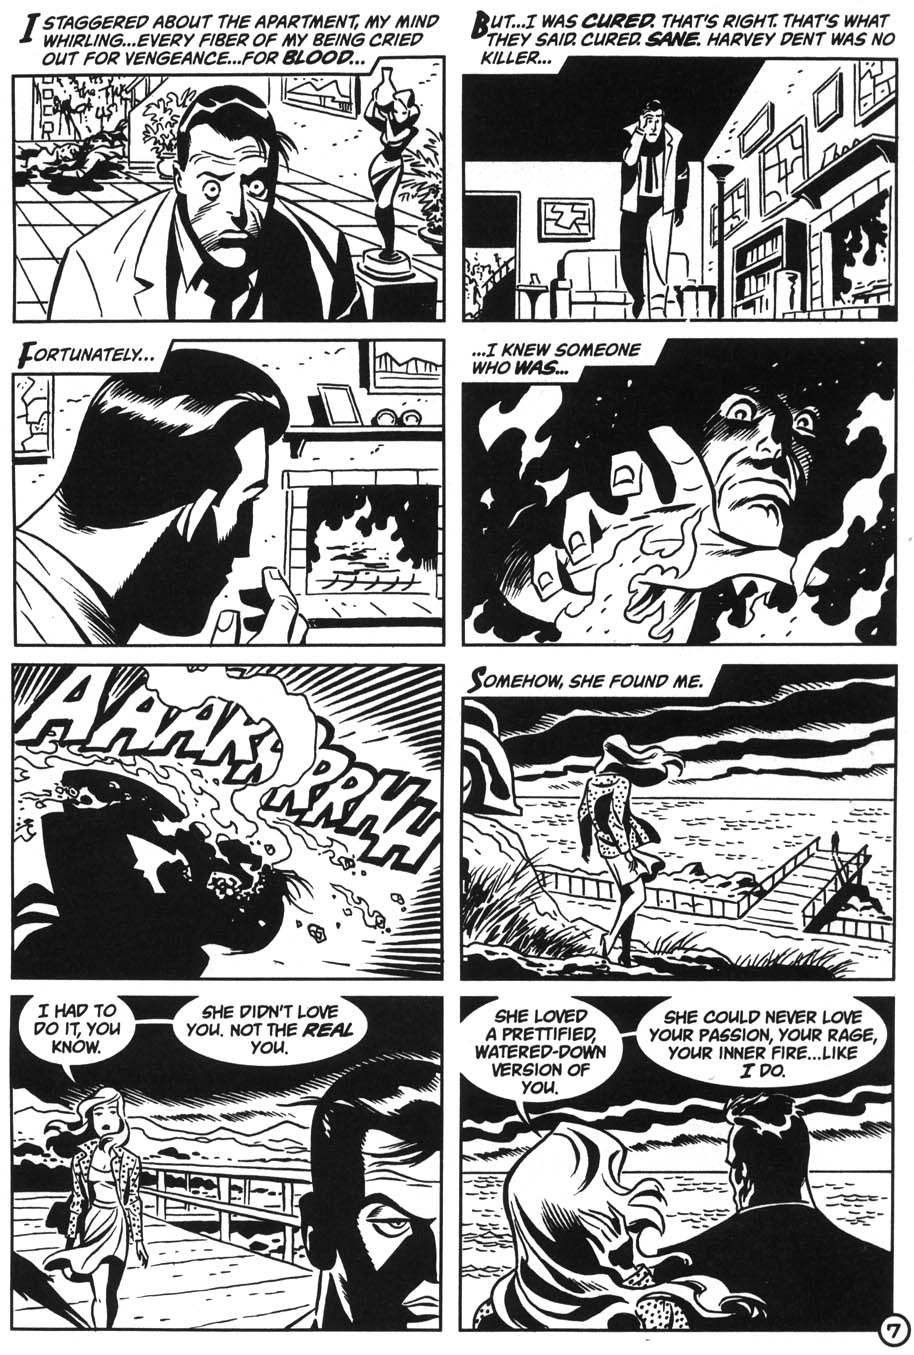 I STAGGERED ABOUT THE APARTMENT, MY MIND
WHIRLING...EVERY FIBER OF MY BEING CRIED
OUT FOR VENGEANCE...FOR BLOOD...
BUT...I WAS CURED. THAT'S RIGHT. THAT'S WHAT
THEY SAID. CURED. SANE. HARVEY DENT WAS NO
KILLER...
FORTUNATELY...
...I KNEW SOMEONE
WHO WAS...
AAAKRRRRHH
SOMEHOW, SHE FOUND ME.
I HAD TO
DO IT, YOU
KNOW.
SHE DIDN'T LOVE
YOU. NOT THE REAL
YOU.
SHE LOVED
A PRETTIFIED,
WATERED-DOWN
VERSION OF
YOU.
SHE COULD NEVER LOVE
YOUR PASSION, YOUR RAGE,
YOUR INNER FIRE...LIKE
I DO.
7